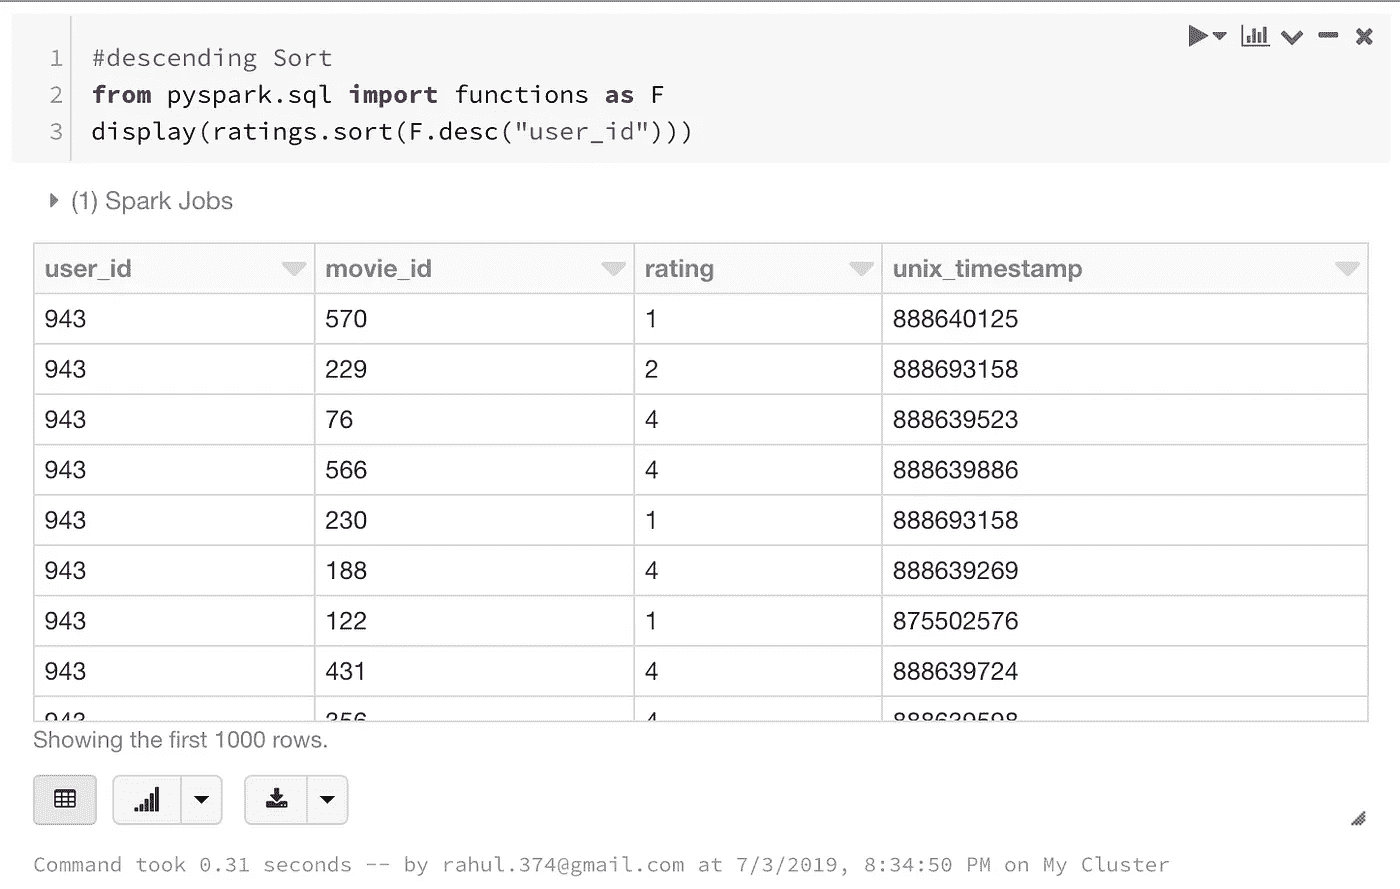 1 #descending Sort
2 from pyspark.sql import functions as F
3 display(ratings.sort(F.desc("user_id")))
(1) Spark Jobs
user_id movie_id rating unix_timestamp
943 570 1 888640125
943 229 2 888693158
943 76 4 888639523
943 566 4 888639886
943 230 1 888693158
943 188 4 888639269
943 122 1 875502576
943 431 4 888639724
Showing the first 1000 rows.
Command took 0.31 seconds -- by rahul.374@gmail.com at 7/3/2019, 8:34:50 PM on My Cluster